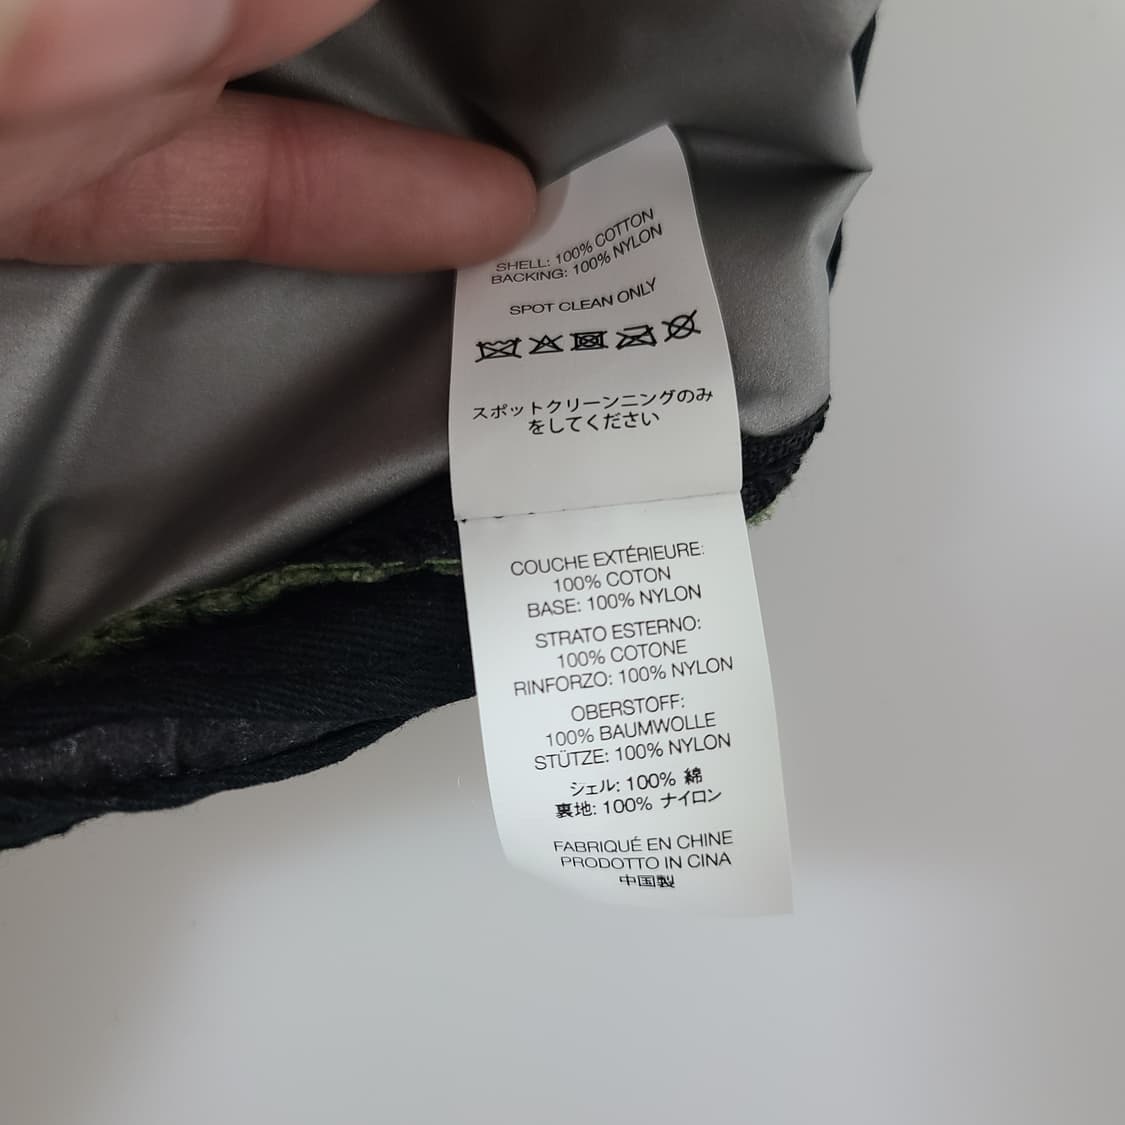 SHELL: 100% COTTON
BACKING: 100% NYLON
SPOT CLEAN ONLY
スポットクリーンニングのみ
をしてください
COUCHE EXTÉRIEURE:
100% COTON
BASE: 100% NYLON
STRATO ESTERNO:
100% COTONE
RINFORZO: 100% NYLON
OBERSTOFF:
100% BAUMWOLLE
STÜTZE: 100% NYLON
シェル: 100% 綿
裏地: 100% ナイロン
FABRIQUÉ EN CHINE
PRODOTTO IN CINA
中国製